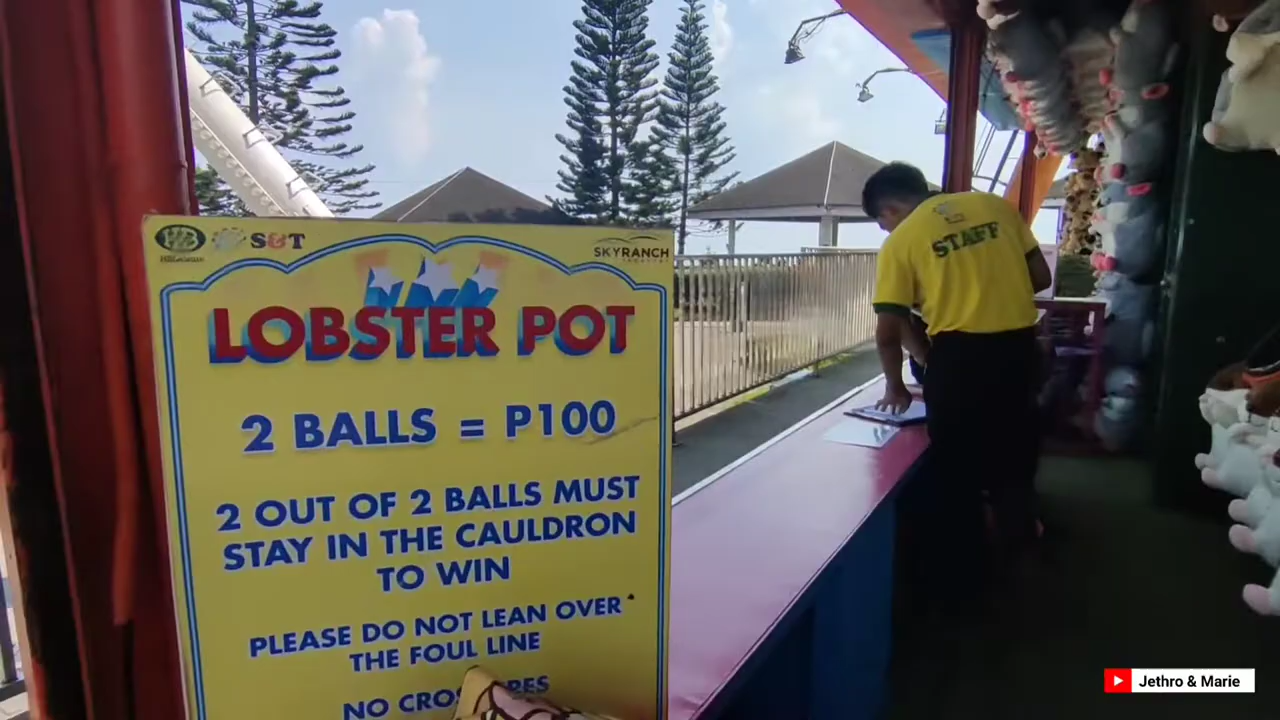 S&T
SKYRANCH
LOBSTER POT
2 BALLS = P100
2 OUT OF 2 BALLS MUST
STAY IN THE CAULDRON
TO WIN
PLEASE DO NOT LEAN OVER
THE FOUL LINE
NO
STAFF
Jethro & Marie